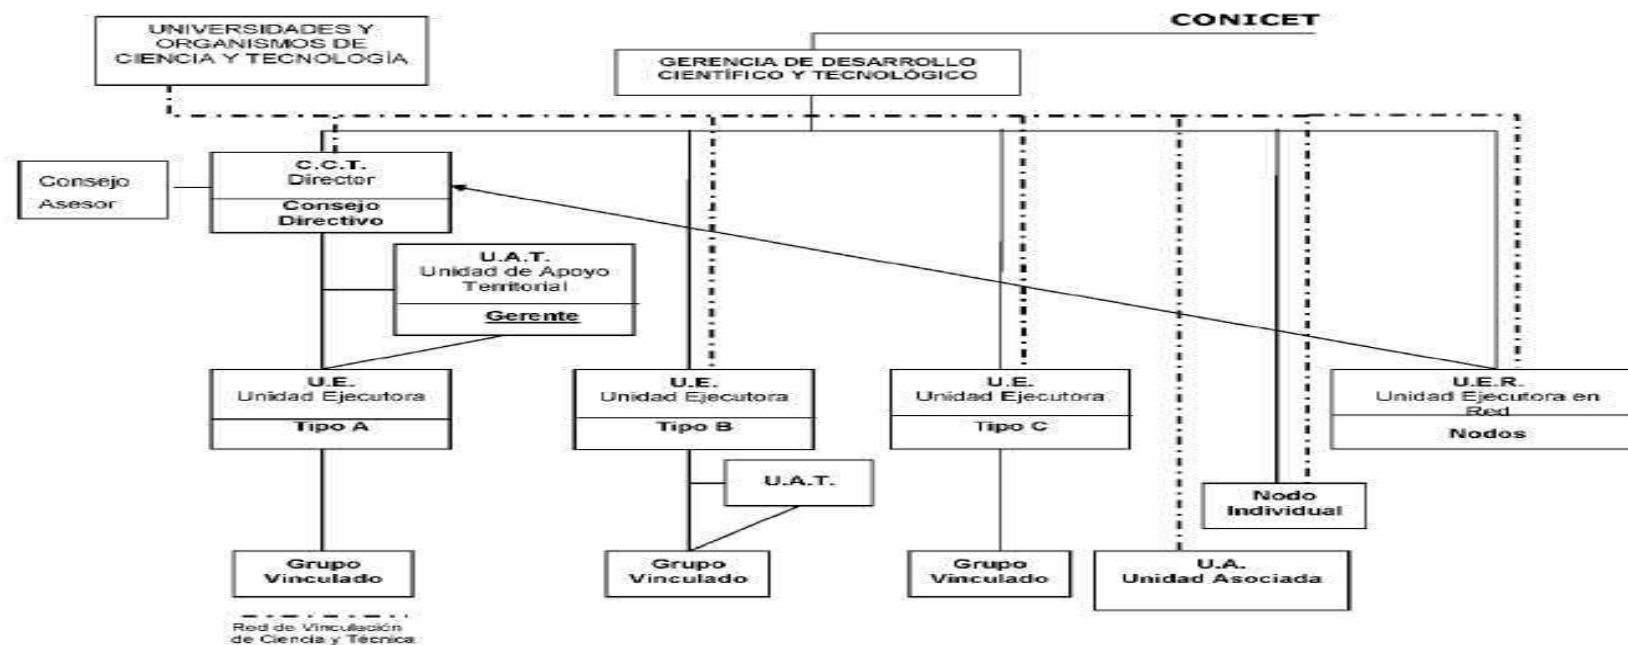 CONICET
UNIVERSIDADES Y
ORGANISMOS DE
CIENCIA Y TECNOLOGÍA
GERENCIA DE DESARROLLO
CIENTÍFICO Y TECNOLÓGICO
Consejo
Asesor
C.C.T.
Director
Consejo
Directivo
U.A.T.
Unidad de Apoyo
Territorial
Gerente
U.E.
Unidad Ejecutora
Tipo A
U.E.
Unidad Ejecutora
Tipo B
U.E.
Unidad Ejecutora
Tipo C
U.E.R.
Unidad Ejecutora en
Red
Nodos
U.A.T.
Nodo
Individual
Grupo
Vinculado
Grupo
Vinculado
Grupo
Vinculado
U.A.
Unidad Asociada
Red de Vinculación
de Ciencia y Técnica